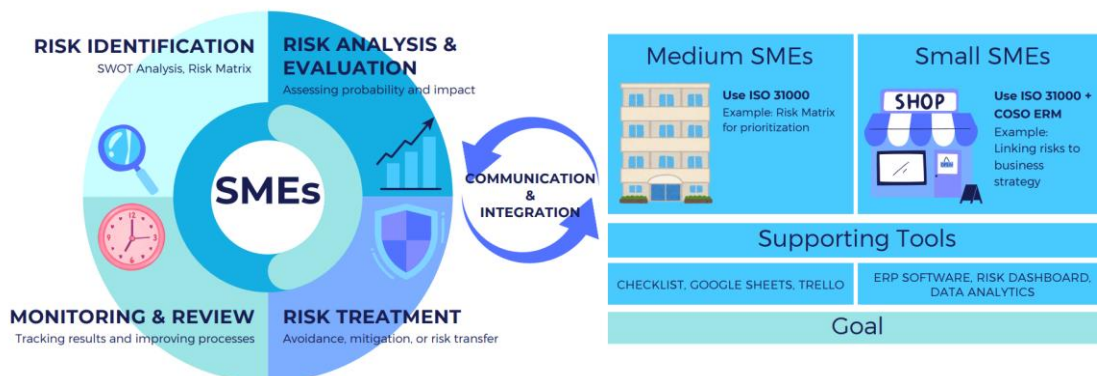 RISK IDENTIFICATION
SWOT Analysis, Risk Matrix
RISK ANALYSIS &
EVALUATION
Assessing probability and impact
SMEs
MONITORING & REVIEW
Tracking results and improving processes
RISK TREATMENT
Avoidance, mitigation, or risk transfer
COMMUNICATION
&
INTEGRATION
Medium SMEs
Use ISO 31000
Example: Risk Matrix
for prioritization
Small SMEs
SHOP
OPEN
Use ISO 31000 +
COSO ERM
Example:
Linking risks to
business
strategy
Supporting Tools
CHECKLIST, GOOGLE SHEETS, TRELLO
ERP SOFTWARE, RISK DASHBOARD,
DATA ANALYTICS
Goal